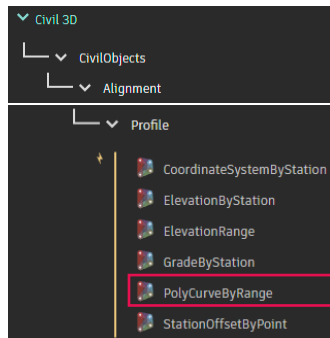 Civil 3D
CivilObjects
Alignment
Profile
CoordinateSystemByStation
ElevationByStation
ElevationRange
GradeByStation
PolyCurveByRange
StationOffsetByPoint